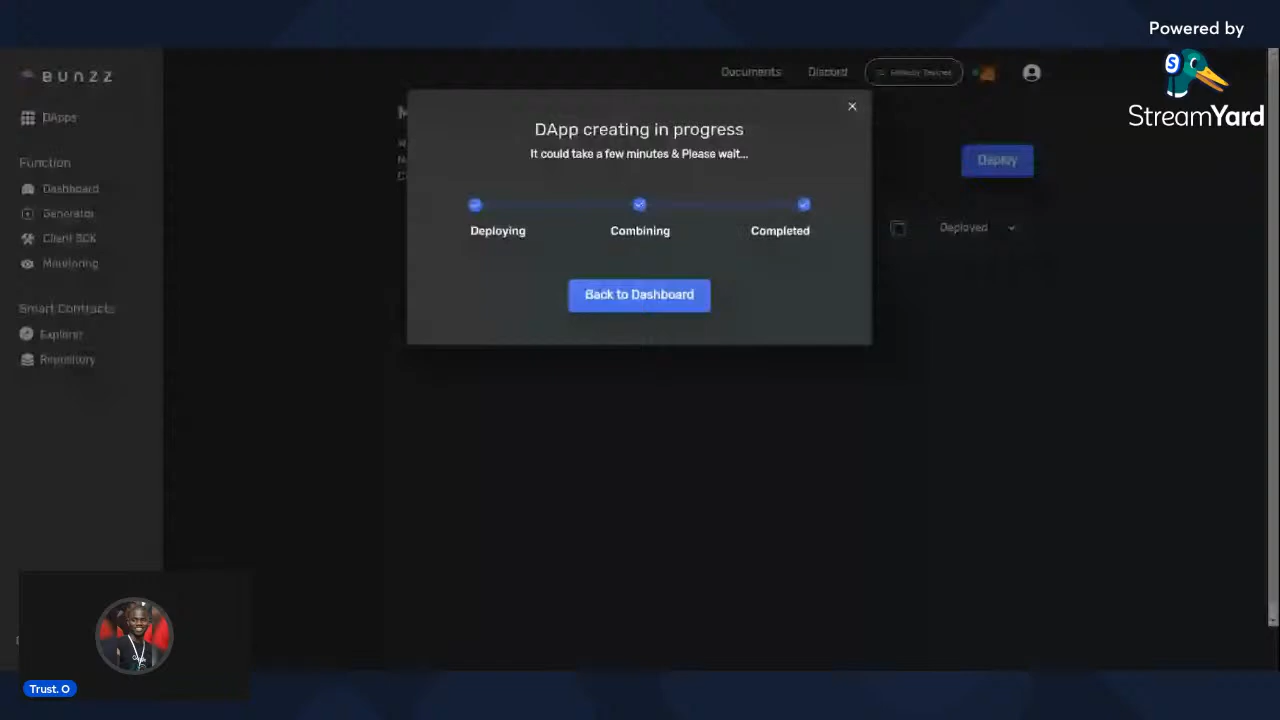 Powered by
StreamYard
BUNZZ
Documents
Discord
DApps
Function
Dashboard
Generator
Client SDK
Monitoring
Smart Contracts
Explorer
Repository
Deploy
Deployed
DApp creating in progress
It could take a few minutes & Please wait...
Deploying
Combining
Completed
Back to Dashboard
Trust. O